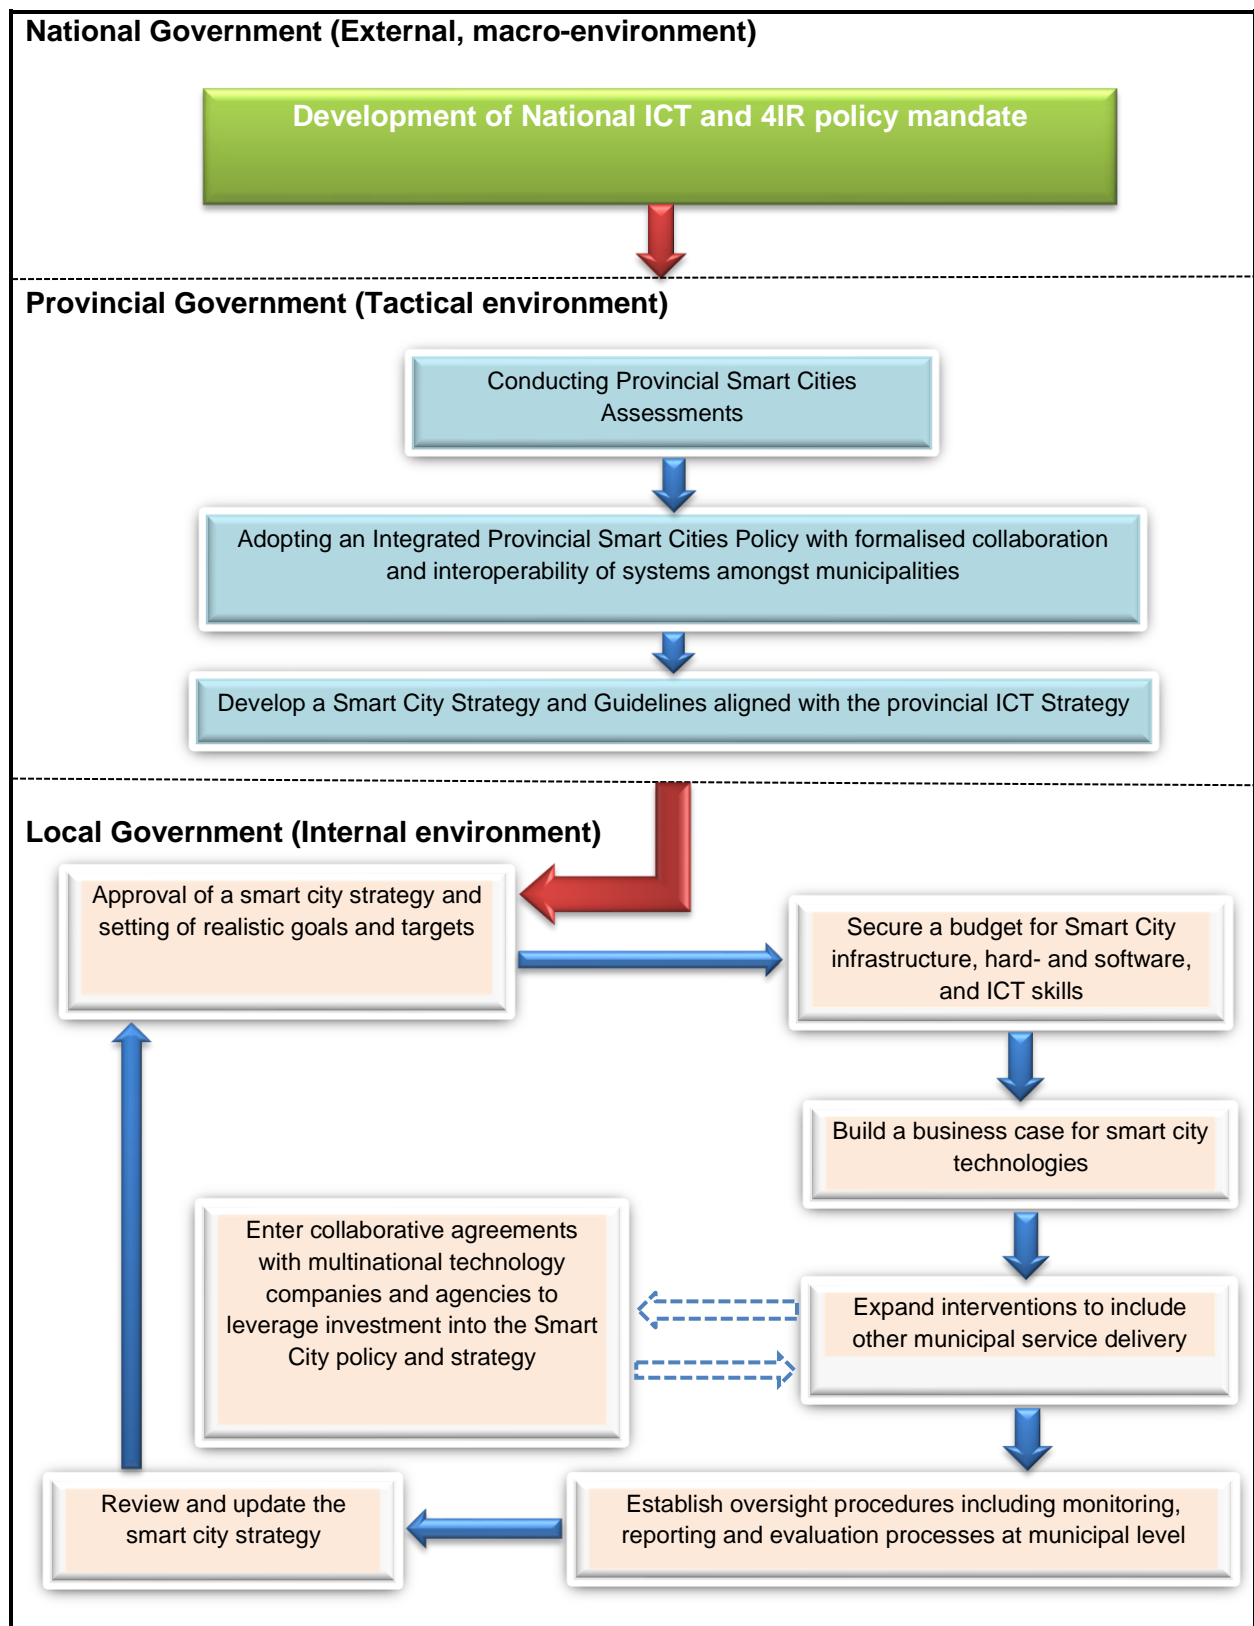 National Government (External, macro-environment)
Development of National ICT and 4IR policy mandate
Provincial Government (Tactical environment)
Conducting Provincial Smart Cities
Assessments
Adopting an Integrated Provincial Smart Cities Policy with formalised collaboration
and interoperability of systems amongst municipalities
Develop a Smart City Strategy and Guidelines aligned with the provincial ICT Strategy
Local Government (Internal environment)
Approval of a smart city strategy and
setting of realistic goals and targets
Secure a budget for Smart City
infrastructure, hard- and software,
and ICT skills
Build a business case for smart city
technologies
Expand interventions to include
other municipal service delivery
Enter collaborative agreements
with multinational technology
companies and agencies to
leverage investment into the Smart
City policy and strategy
Establish oversight procedures including monitoring,
reporting and evaluation processes at municipal level
Review and update the
smart city strategy